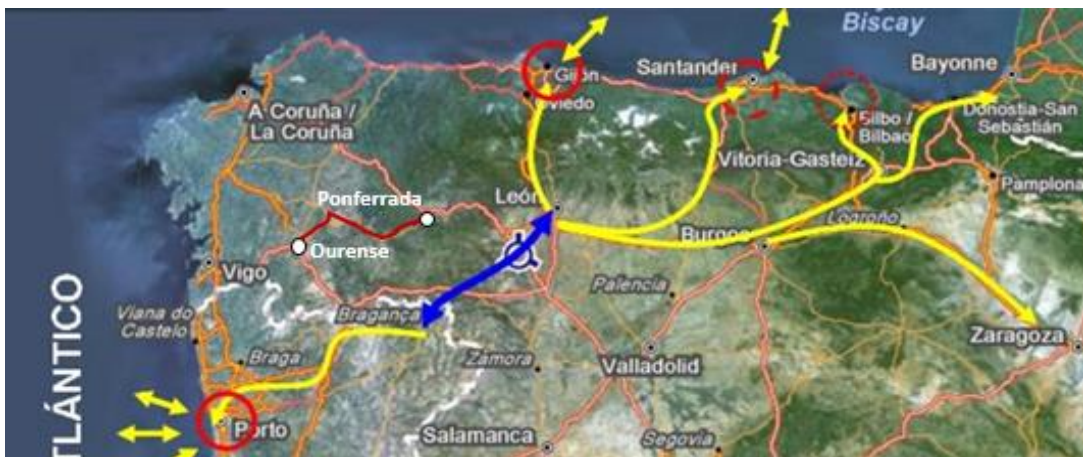 Biscay
Gijón
Santander
Bayonne
A Coruña /
La Coruña
Oviedo
Bilbo /
Bilbao
Donostia-San
Sebastián
Vitoria-Gasteiz
Ponferrada
León
Pamplona
Logroño
Ourense
Burgos
Vigo
Palencia
Viana do
Castelo
Bragança
Zaragoza
Braga
Zamora
Valladolid
Porto
Salamanca
Segovia
TLÁNTICO